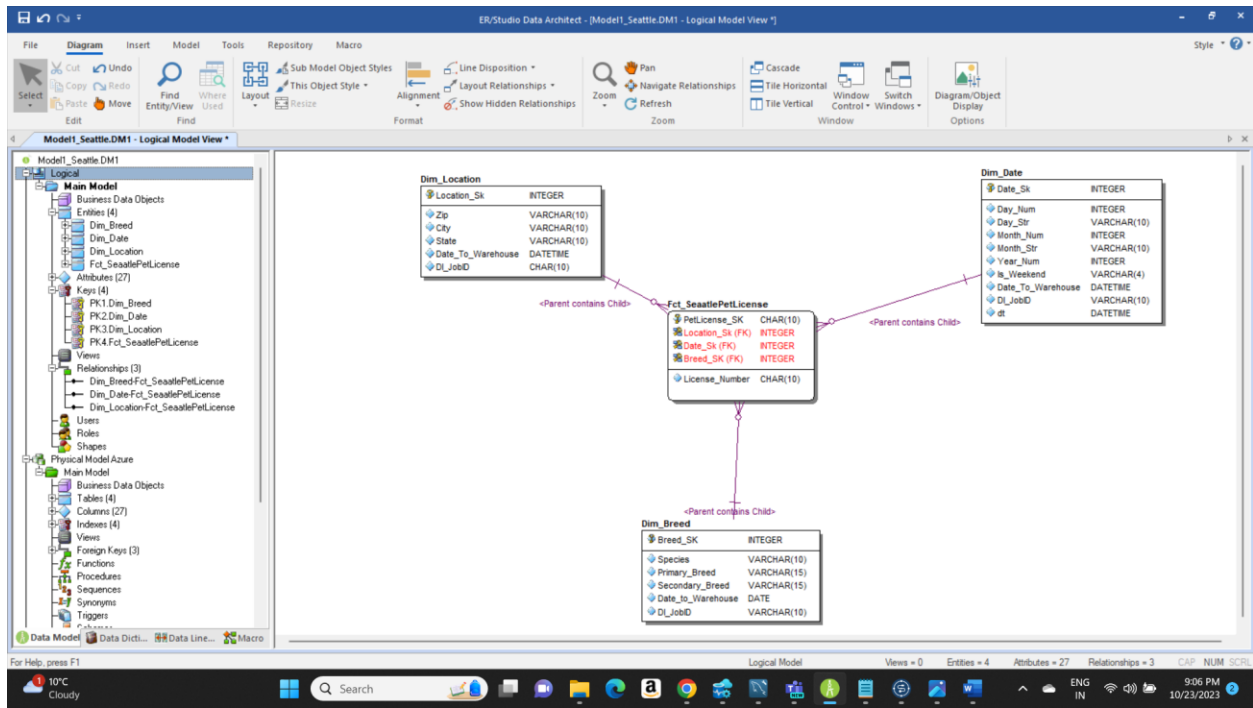 ER/Studio Data Architect - [Model1_Seattle.DM1 - Logical Model View *]
File Diagram Insert Model Tools Repository Macro Style
Select
Cut Undo
Copy Redo
Paste Move
Edit
Find Entity/View
Where Used
Find
Layout
Sub Model Object Styles
This Object Style
Resize
Alignment
Line Disposition
Layout Relationships
Show Hidden Relationships
Format
Zoom
Pan
Navigate Relationships
Refresh
Zoom
Cascade
Tile Horizontal
Tile Vertical
Window Control
Switch Windows
Window
Diagram/Object Display
Options
Model1_Seattle.DM1 - Logical Model View *
Model1_Seattle.DM1
Logical
Main Model
Business Data Objects
Entities (4)
Dim_Breed
Dim_Date
Dim_Location
Fct_SeaatlePetLicense
Attributes (27)
Keys (4)
PK1.Dim_Breed
PK2.Dim_Date
PK3.Dim_Location
PK4.Fct_SeaatlePetLicense
Views
Relationships (3)
Dim_Breed-Fct_SeaatlePetLicense
Dim_Date-Fct_SeaatlePetLicense
Dim_Location-Fct_SeaatlePetLicense
Users
Roles
Shapes
Physical Model Azure
Main Model
Business Data Objects
Tables (4)
Columns (27)
Indexes (4)
Views
Foreign Keys (3)
Functions
Procedures
Sequences
Synonyms
Triggers
Data Model Data Dicti... Data Line... Macro
Dim_Location
Location_Sk INTEGER
Zip VARCHAR(10)
City VARCHAR(10)
State VARCHAR(10)
Date_To_Warehouse DATETIME
DI_JobID CHAR(10)
<Parent contains Child>
Dim_Date
Date_Sk INTEGER
Day_Num INTEGER
Day_Str VARCHAR(10)
Month_Num INTEGER
Month_Str VARCHAR(10)
Year_Num INTEGER
Is_Weekend VARCHAR(4)
Date_To_Warehouse DATETIME
DI_JobID VARCHAR(10)
dt DATETIME
<Parent contains Child>
Fct_SeaatlePetLicense
PetLicense_SK CHAR(10)
Location_Sk (FK) INTEGER
Date_Sk (FK) INTEGER
Breed_SK (FK) INTEGER
License_Number CHAR(10)
<Parent contains Child>
Dim_Breed
Breed_SK INTEGER
Species VARCHAR(10)
Primary_Breed VARCHAR(15)
Secondary_Breed VARCHAR(15)
Date_to_Warehouse DATE
DI_JobID VARCHAR(10)
For Help, press F1
Logical Model Views = 0 Entities = 4 Attributes = 27 Relationships = 3 CAP NUM SCRL
1
10°C
Cloudy
Search
ENG
IN
9:06 PM
10/23/2023
2